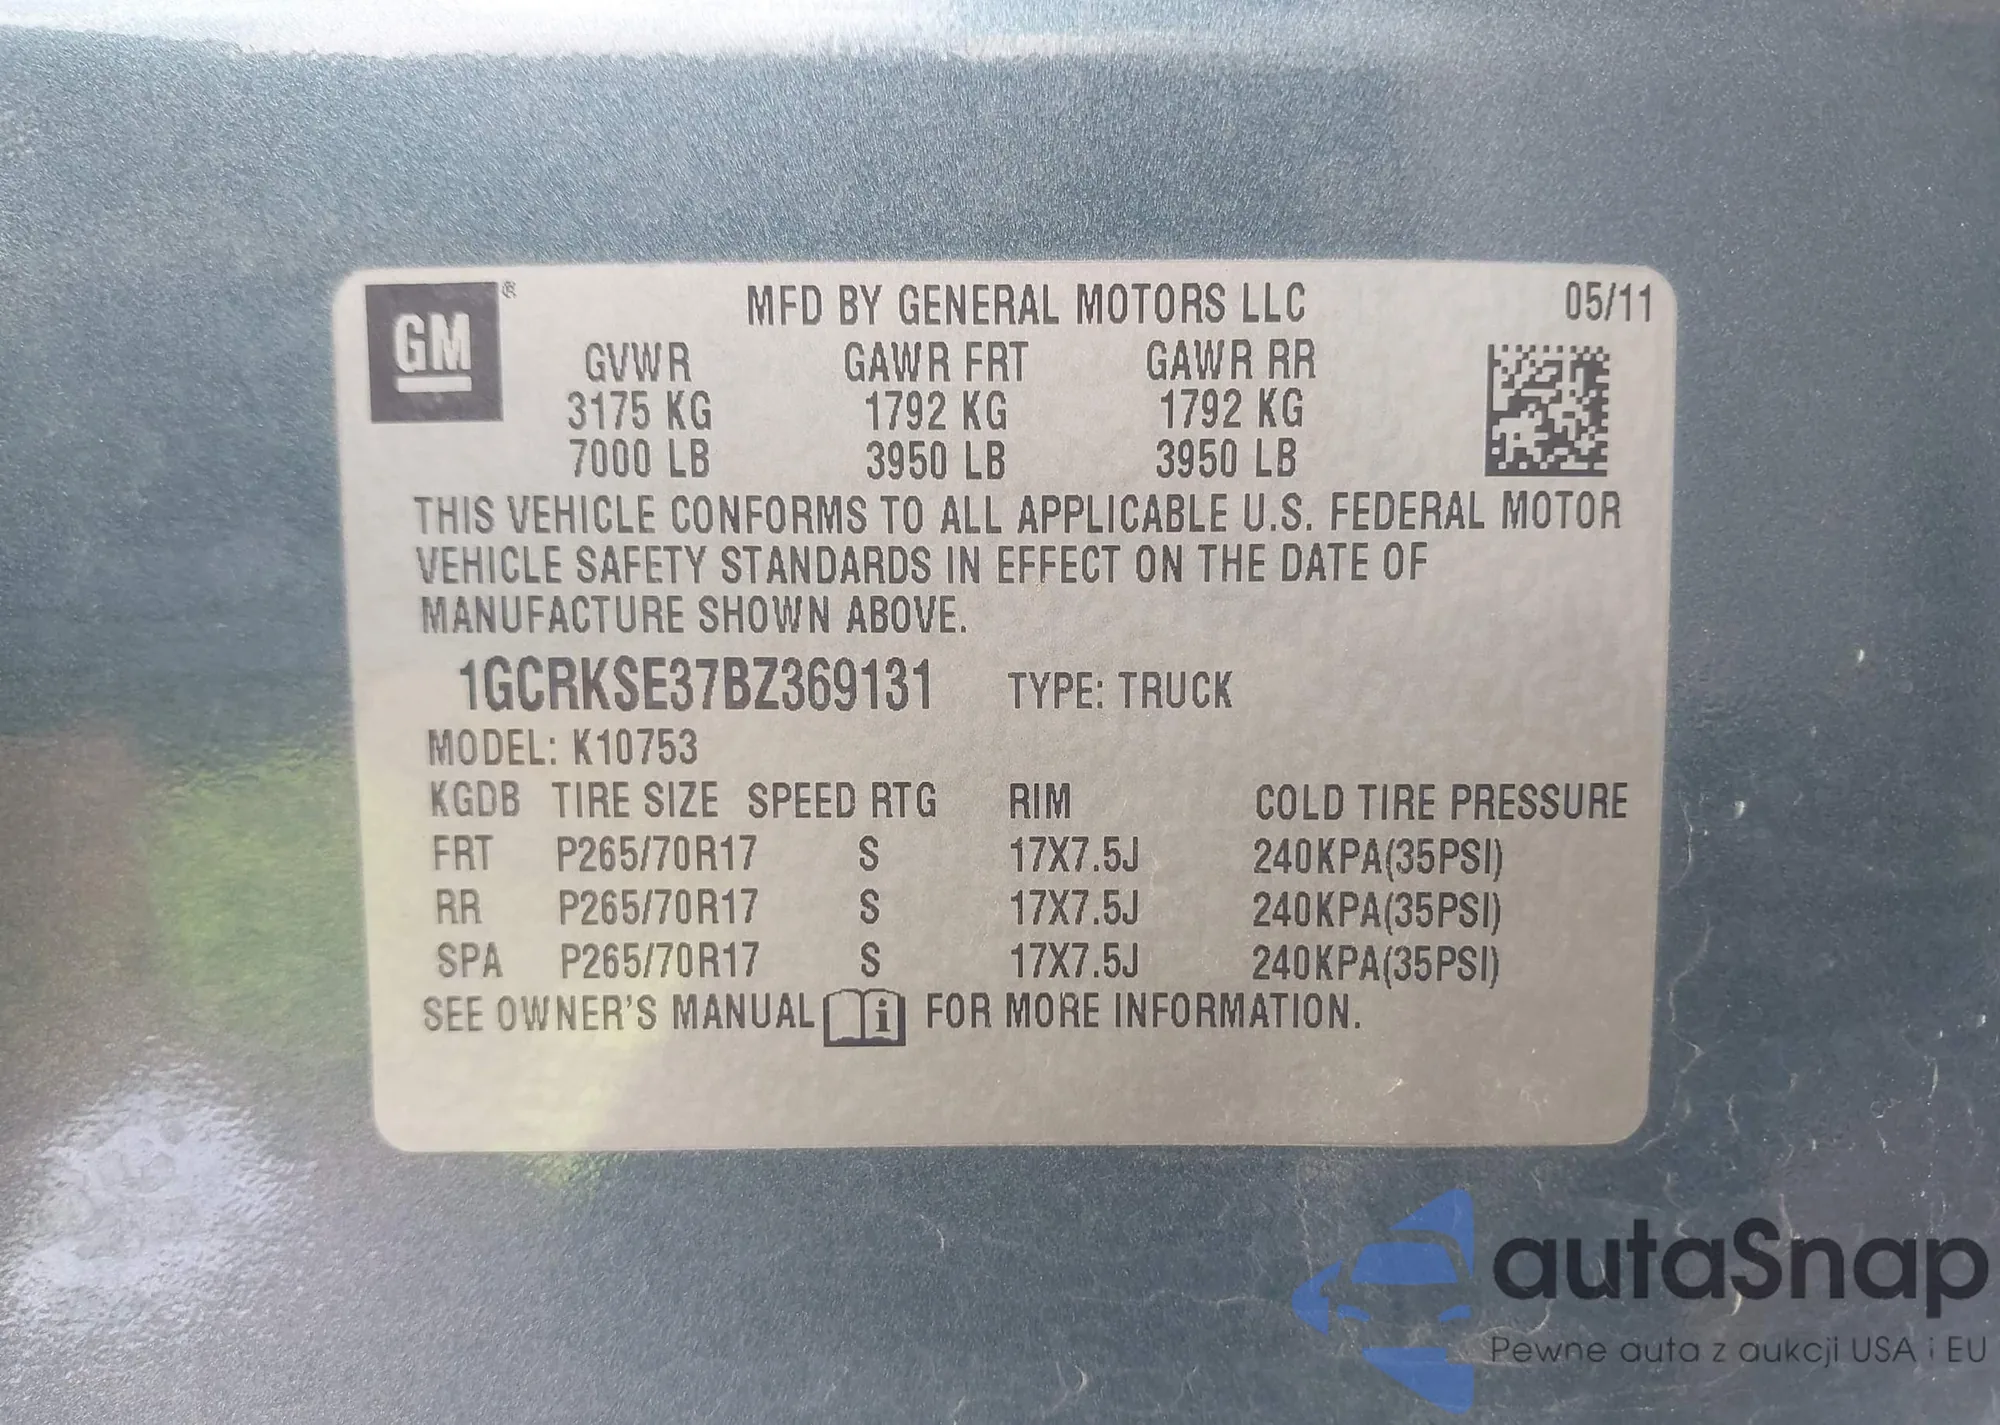 GM ®
MFD BY GENERAL MOTORS LLC 05/11
GVWR GAWR FRT GAWR RR
3175 KG 1792 KG 1792 KG
7000 LB 3950 LB 3950 LB
THIS VEHICLE CONFORMS TO ALL APPLICABLE U.S. FEDERAL MOTOR
VEHICLE SAFETY STANDARDS IN EFFECT ON THE DATE OF
MANUFACTURE SHOWN ABOVE.
1GCRKSE37BZ369131 TYPE: TRUCK
MODEL: K10753
KGDB TIRE SIZE SPEED RTG RIM COLD TIRE PRESSURE
FRT P265/70R17 S 17X7.5J 240KPA(35PSI)
RR P265/70R17 S 17X7.5J 240KPA(35PSI)
SPA P265/70R17 S 17X7.5J 240KPA(35PSI)
SEE OWNER'S MANUAL i FOR MORE INFORMATION.
autaSnap
Pewne auta z aukcji USA i EU